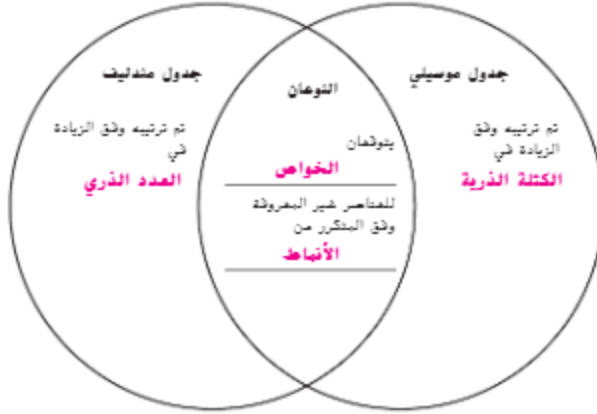 جدول موسيلي
تم ترتيبه وفق
الزيادة في
الكتلة الذرية
النوعان
يتوقعان
الخواص
للعناصر غير المعروفة
وفق المتكرر من
الأنماط
جدول مندليف
تم ترتيبه وفق الزيادة
في
العدد الذري